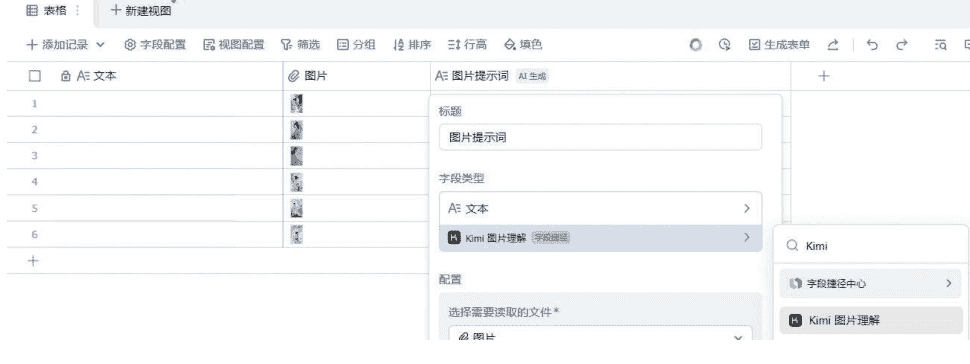 表格
新建视图
添加记录 字段配置 视图配置 筛选 分组 排序 行高 填色 生成表单
文本 图片 图片提示词 AI 生成
1
2
3
4
5
6
标题
图片提示词
字段类型
文本
Kimi 图片理解 字段捷径
配置
选择需要读取的文件*
图片
Kimi
字段捷径中心
Kimi 图片理解